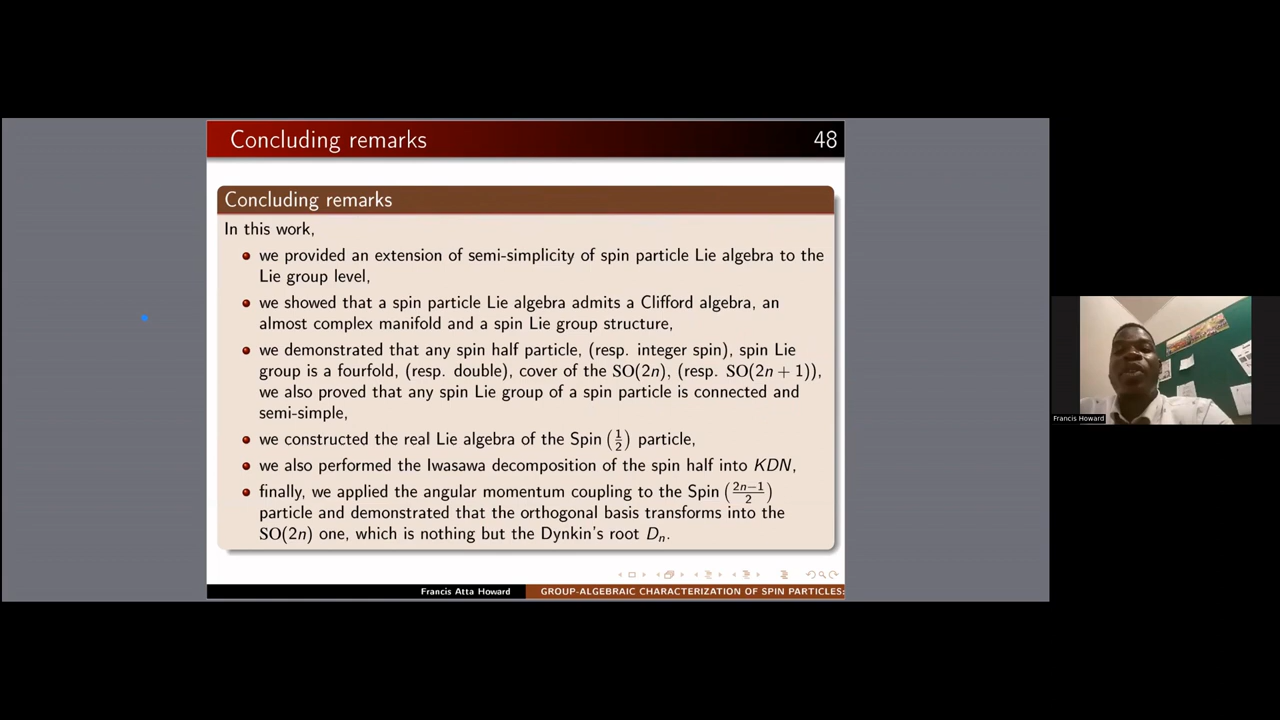 Concluding remarks 48
Concluding remarks
In this work,
we provided an extension of semi-simplicity of spin particle Lie algebra to the
Lie group level,
we showed that a spin particle Lie algebra admits a Clifford algebra, an
almost complex manifold and a spin Lie group structure,
we demonstrated that any spin half particle, (resp. integer spin), spin Lie
group is a fourfold, (resp. double), cover of the SO(2n), (resp. SO(2n + 1)),
we also proved that any spin Lie group of a spin particle is connected and
semi-simple,
we constructed the real Lie algebra of the Spin (1/2) particle,
we also performed the Iwasawa decomposition of the spin half into KDN,
finally, we applied the angular momentum coupling to the Spin ((2n−1)/2)
particle and demonstrated that the orthogonal basis transforms into the
SO(2n) one, which is nothing but the Dynkin's root Dₙ.
Francis Atta Howard GROUP-ALGEBRAIC CHARACTERIZATION OF SPIN PARTICLES:
Francis Howard